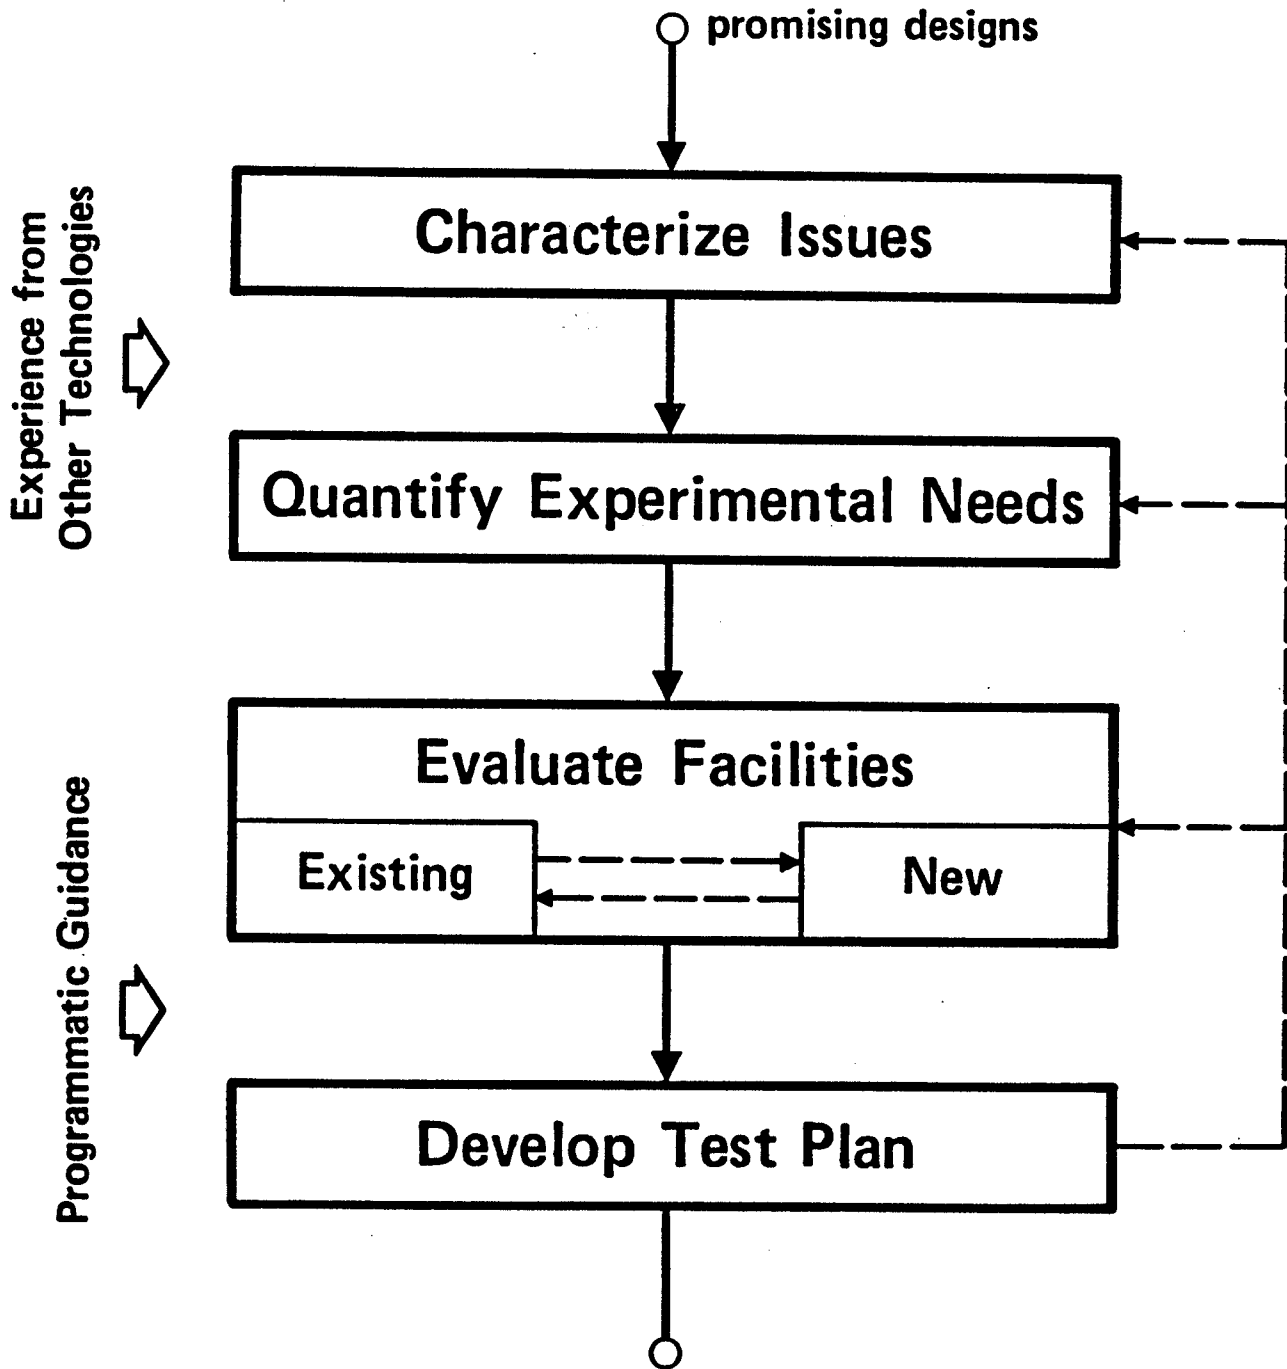 promising designs
Characterize Issues
Experience from
Other Technologies
Quantify Experimental Needs
Evaluate Facilities
Existing
New
Programmatic Guidance
Develop Test Plan